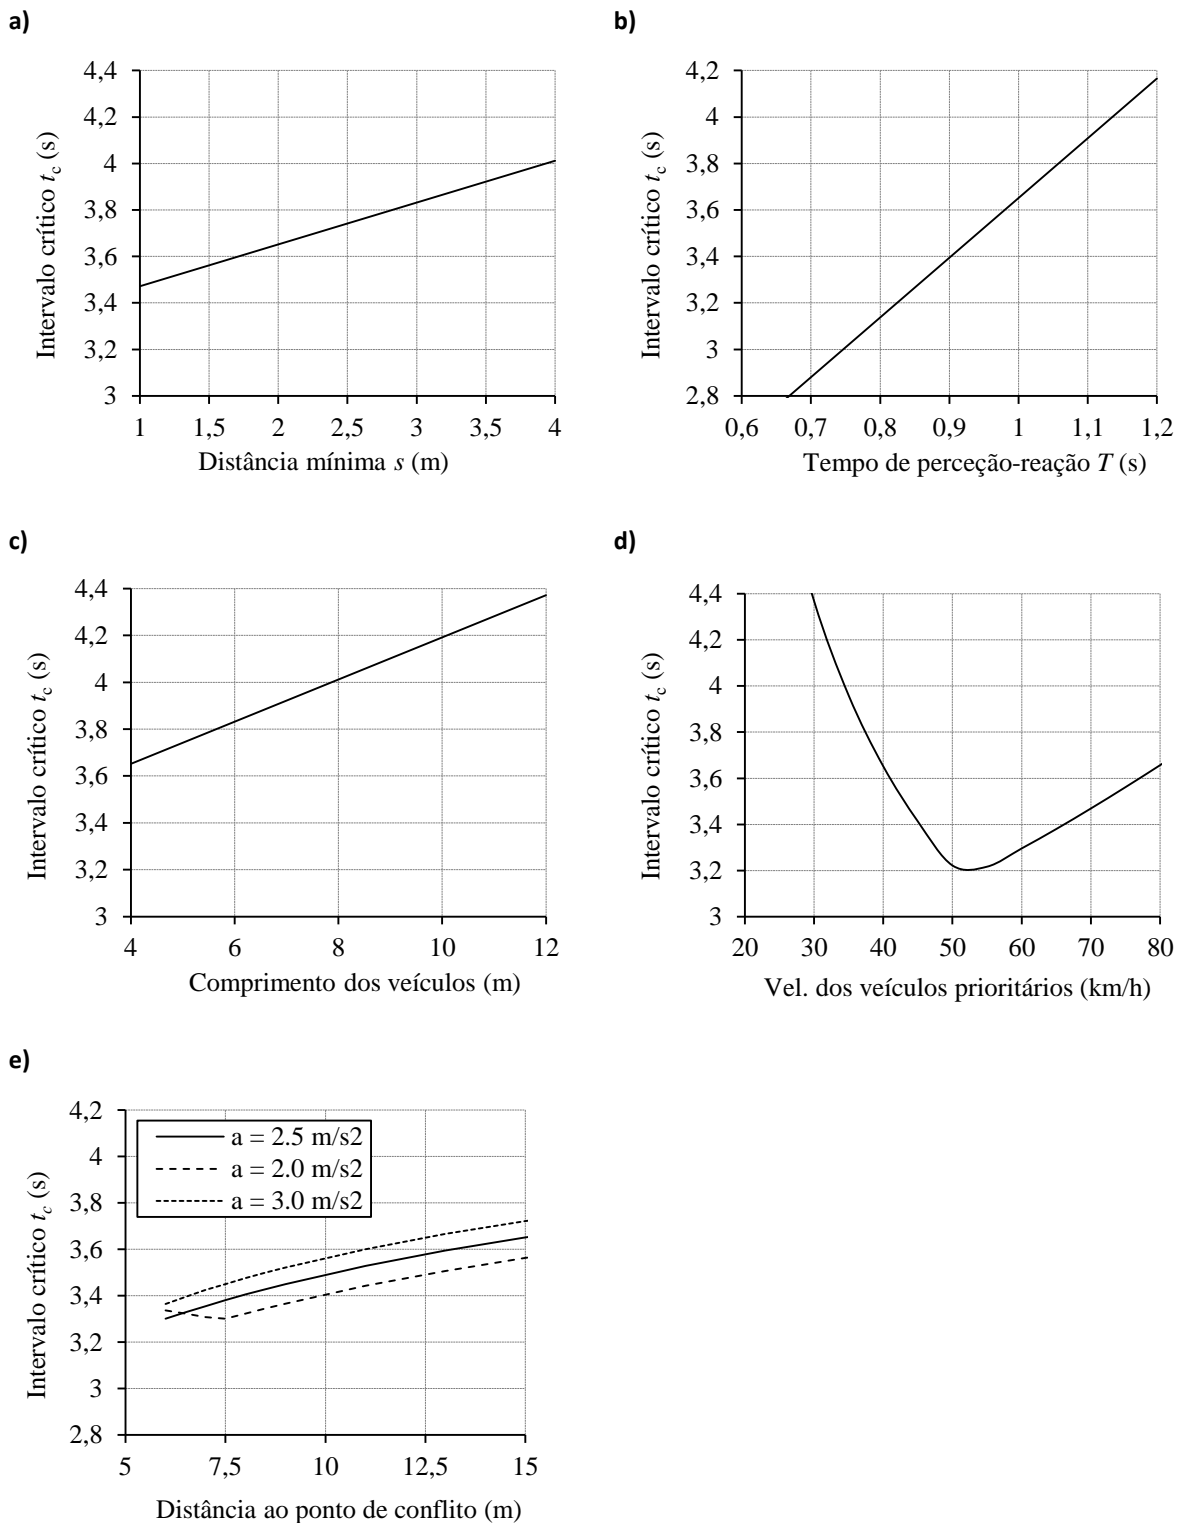 a)
4,4
4,2
4
3,8
3,6
3,4
3,2
3
Intervalo crítico tc (s)
1 1,5 2 2,5 3 3,5 4
Distância mínima s (m)
b)
4,2
4
3,8
3,6
3,4
3,2
3
2,8
Intervalo crítico tc (s)
0,6 0,7 0,8 0,9 1 1,1 1,2
Tempo de perceção-reação T (s)
c)
4,4
4,2
4
3,8
3,6
3,4
3,2
3
Intervalo crítico tc (s)
4 6 8 10 12
Comprimento dos veículos (m)
d)
4,4
4,2
4
3,8
3,6
3,4
3,2
3
Intervalo crítico tc (s)
20 30 40 50 60 70 80
Vel. dos veículos prioritários (km/h)
e)
4,2
4
3,8
3,6
3,4
3,2
3
2,8
Intervalo crítico tc (s)
a = 2.5 m/s2
a = 2.0 m/s2
a = 3.0 m/s2
5 7,5 10 12,5 15
Distância ao ponto de conflito (m)